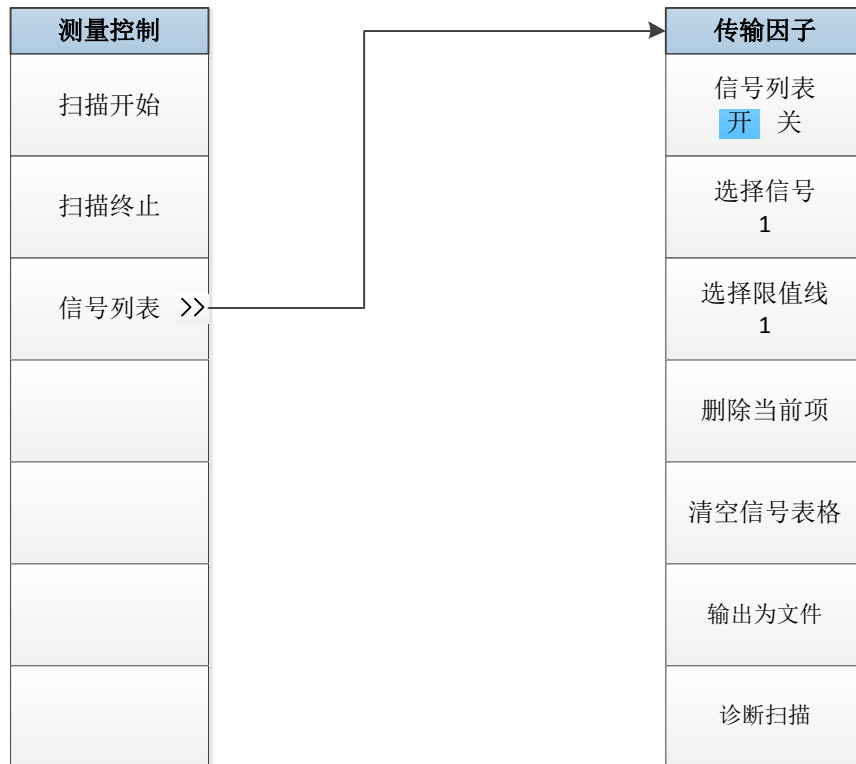 测量控制
扫描开始
扫描终止
信号列表 >>
传输因子
信号列表
开 关
选择信号
1
选择限值线
1
删除当前项
清空信号表格
输出为文件
诊断扫描